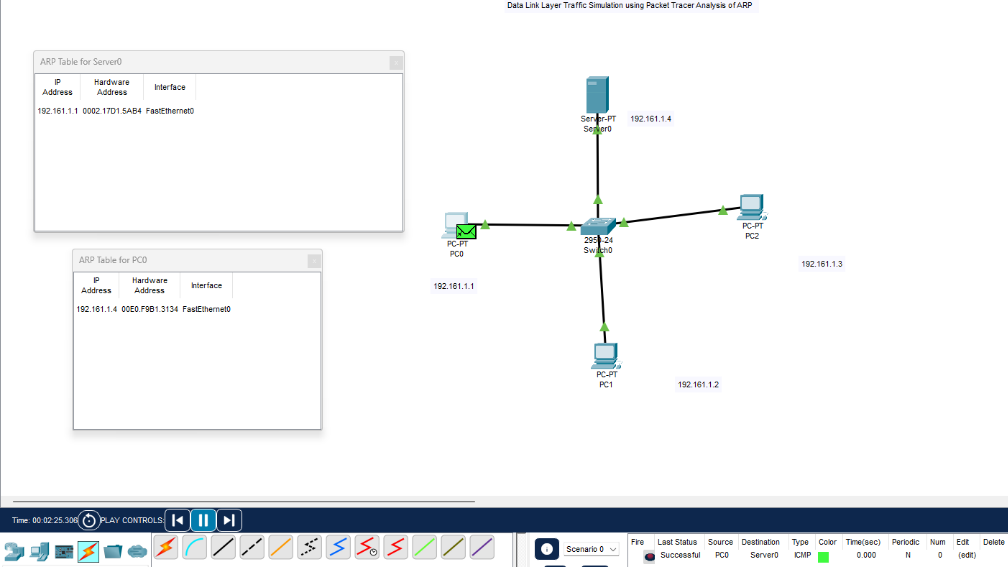 Data Link Layer Traffic Simulation using Packet Tracer Analysis of ARP
ARP Table for Server0
IP Address Hardware Address Interface
192.161.1.1 0002.17D1.5AB4 FastEthernet0
Server-PT
Server0
192.161.1.4
PC-PT
PC0
192.161.1.1
2950-24
Switch0
PC-PT
PC2
192.161.1.3
ARP Table for PC0
IP Address Hardware Address Interface
192.161.1.4 00E0.F9B1.3134 FastEthernet0
PC-PT
PC1
192.161.1.2
Time: 00:02:25.306 PLAY CONTROLS:
Scenario 0
Fire Last Status Source Destination Type Color Time(sec) Periodic Num Edit Delete
Successful PC0 Server0 ICMP 0.000 N 0 (edit)